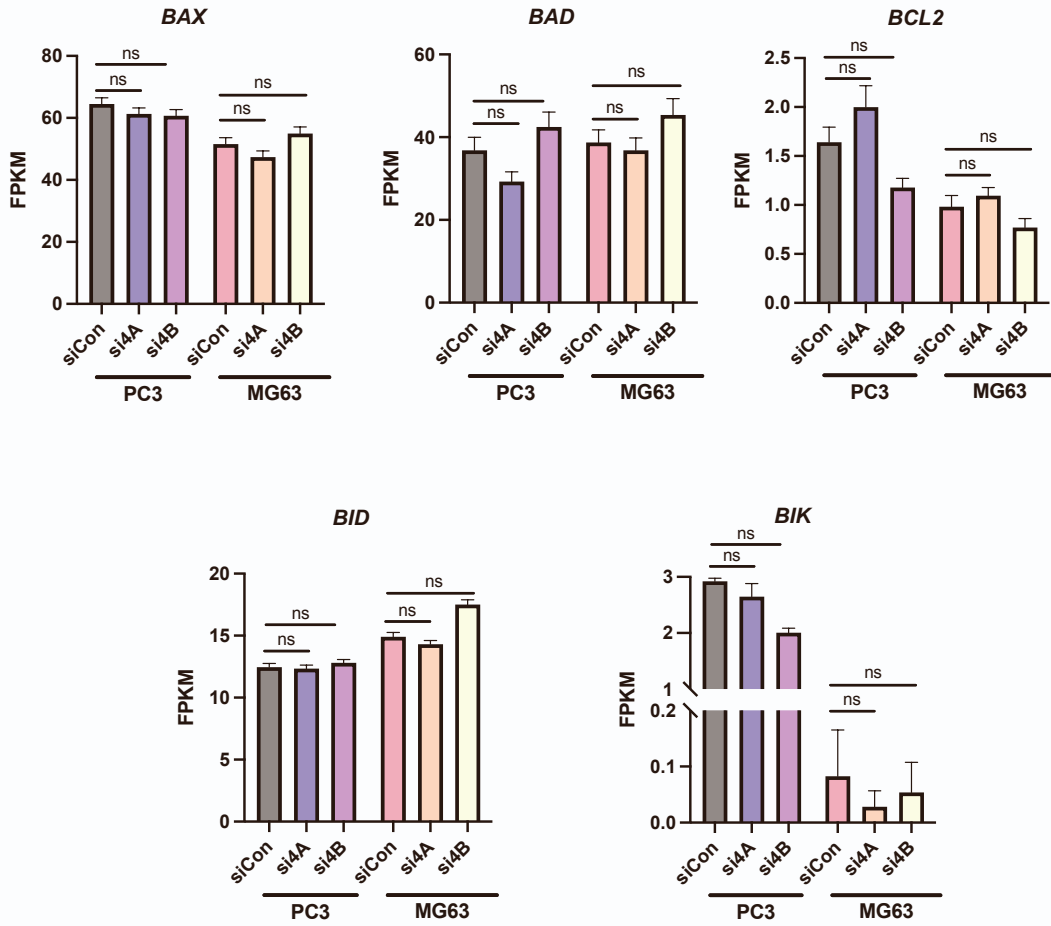 BAX
FPKM
80
60
40
20
0
ns
ns
ns
ns
siCon
si4A
si4B
siCon
si4A
si4B
PC3
MG63
BAD
FPKM
60
40
20
0
ns
ns
ns
ns
siCon
si4A
si4B
siCon
si4A
si4B
PC3
MG63
BCL2
FPKM
2.5
2.0
1.5
1.0
0.5
0.0
ns
ns
ns
ns
siCon
si4A
si4B
siCon
si4A
si4B
PC3
MG63
BID
FPKM
20
15
10
5
0
ns
ns
ns
ns
siCon
si4A
si4B
siCon
si4A
si4B
PC3
MG63
BIK
FPKM
3
2
1
0.2
0.1
0.0
ns
ns
ns
ns
siCon
si4A
si4B
siCon
si4A
si4B
PC3
MG63